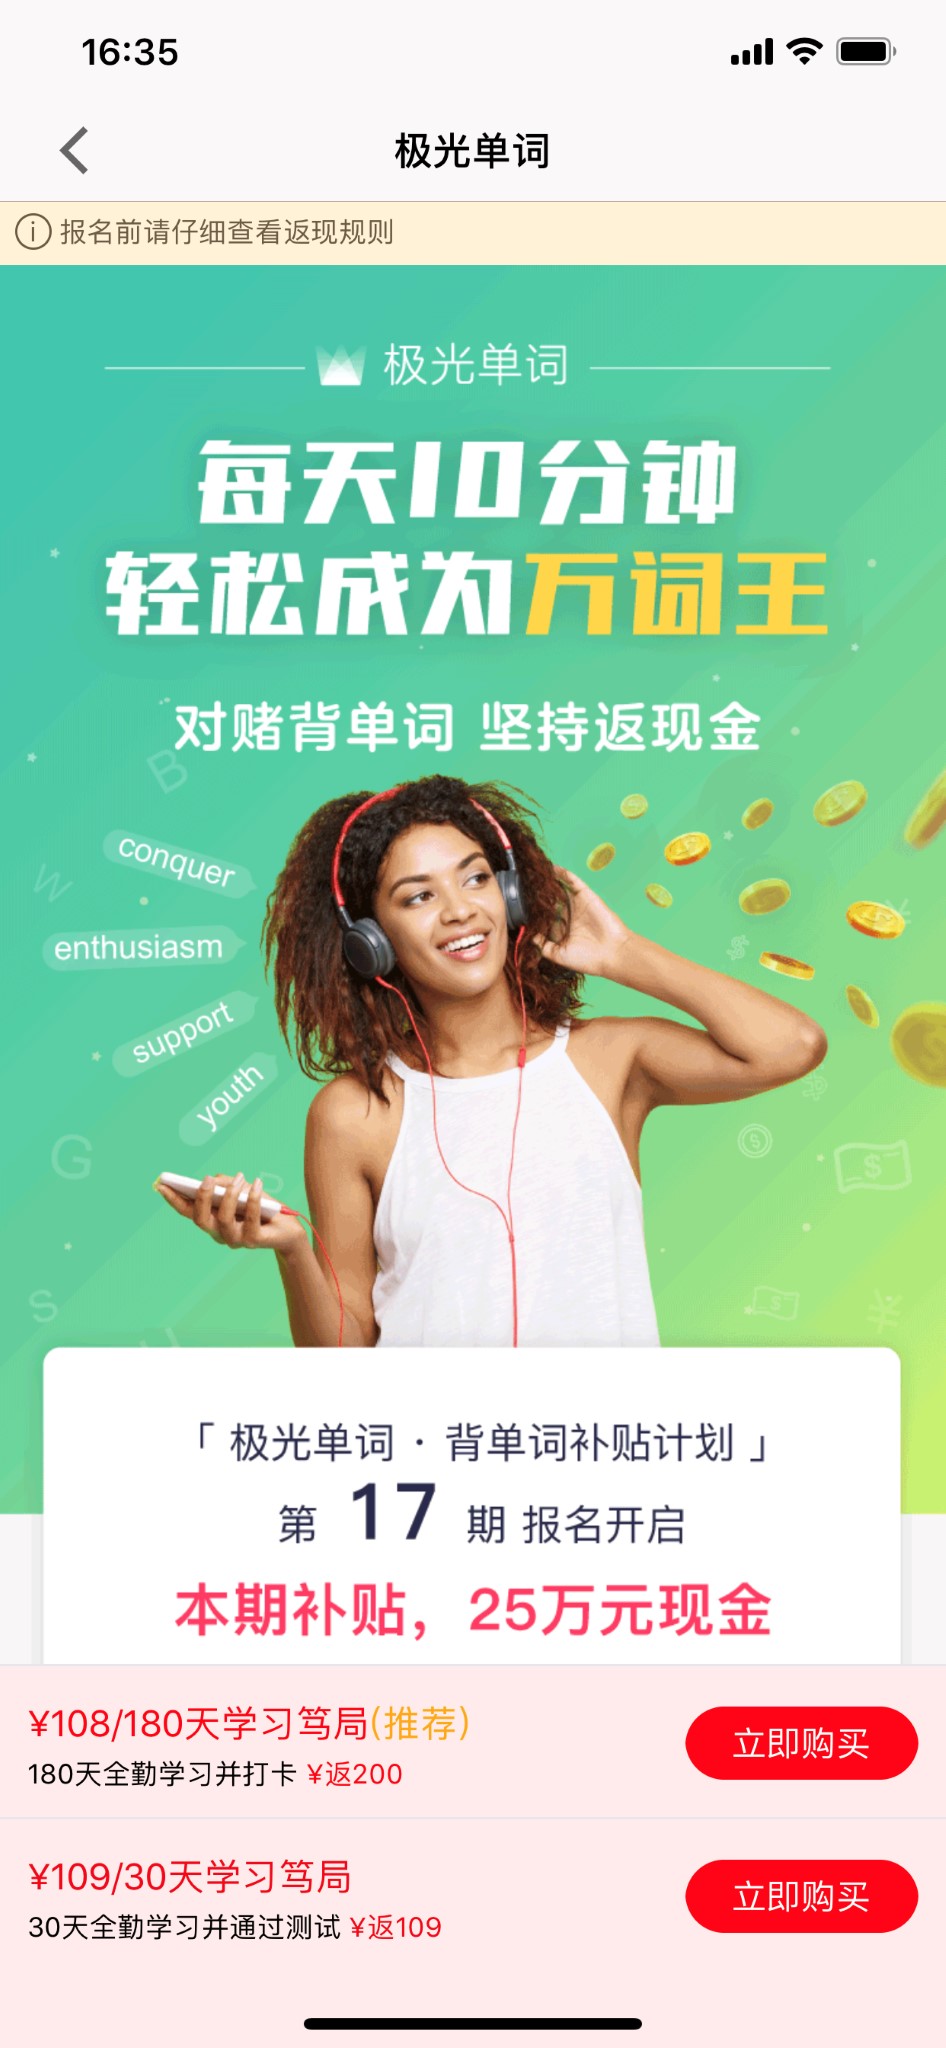 16:35
极光单词
报名前请仔细查看返现规则
极光单词
每天10分钟
轻松成为万词王
对赌背单词 坚持返现金
B
conquer
W
enthusiasm
support
youth
G
S
「 极光单词 · 背单词补贴计划 」
第 17 期 报名开启
本期补贴，25万元现金
¥108/180天学习笃局(推荐)
180天全勤学习并打卡 ¥返200
立即购买
¥109/30天学习笃局
30天全勤学习并通过测试 ¥返109
立即购买